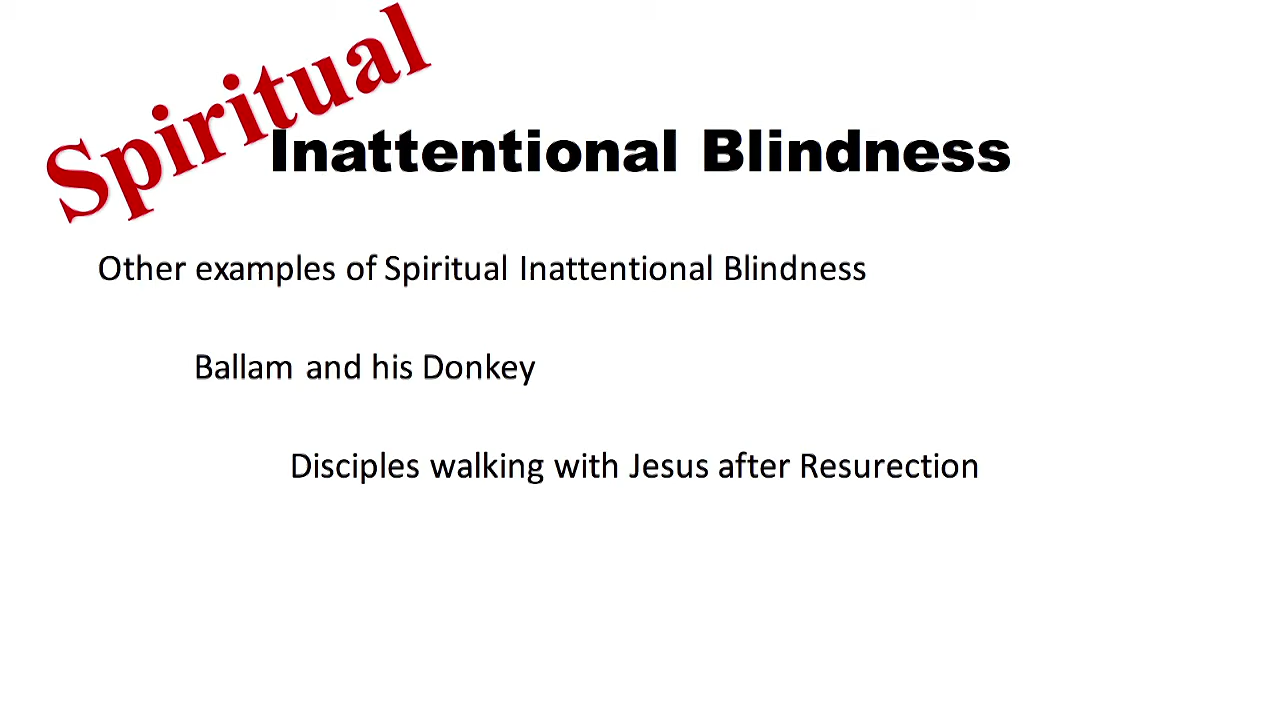 Spiritual
Inattentional Blindness
Other examples of Spiritual Inattentional Blindness
Ballam and his Donkey
Disciples walking with Jesus after Resurection